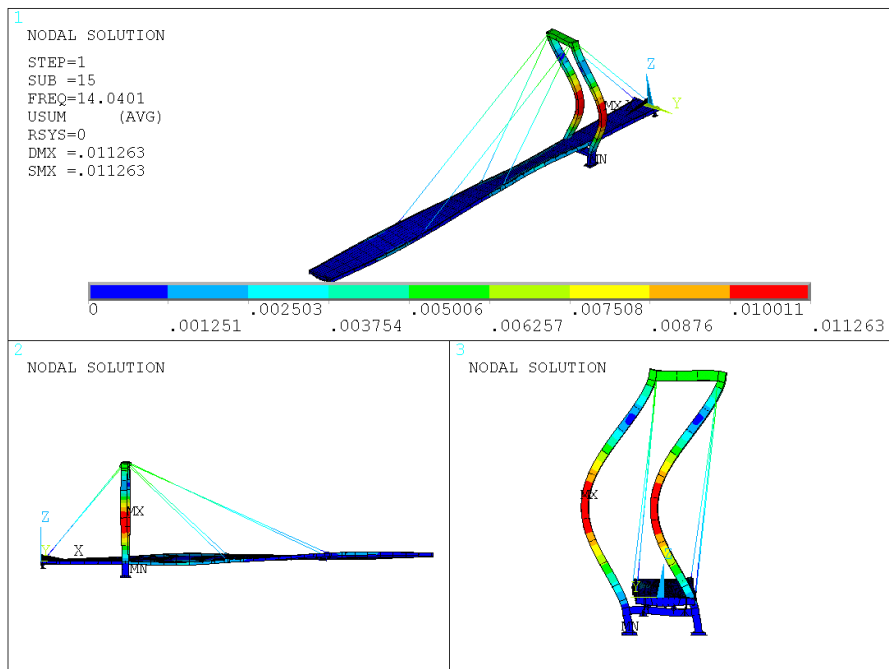 1
NODAL SOLUTION
STEP=1
SUB =15
FREQ=14.0401
USUM (AVG)
RSYS=0
DMX =.011263
SMX =.011263
Z
Y
MX
MN
0 .002503 .005006 .007508 .010011
.001251 .003754 .006257 .00876 .011263
2
NODAL SOLUTION
Z
X
MX
MN
3
NODAL SOLUTION
MX
Y
MN